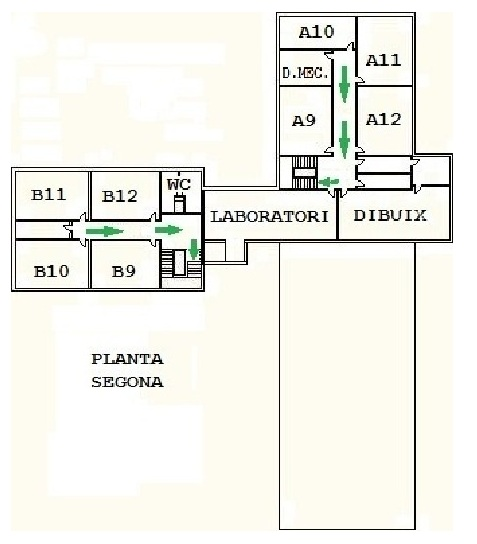 A10
A11
D.MEC.
A9
A12
WC
B11
B12
LABORATORI
DIBUIX
B10
B9
PLANTA
SEGONA